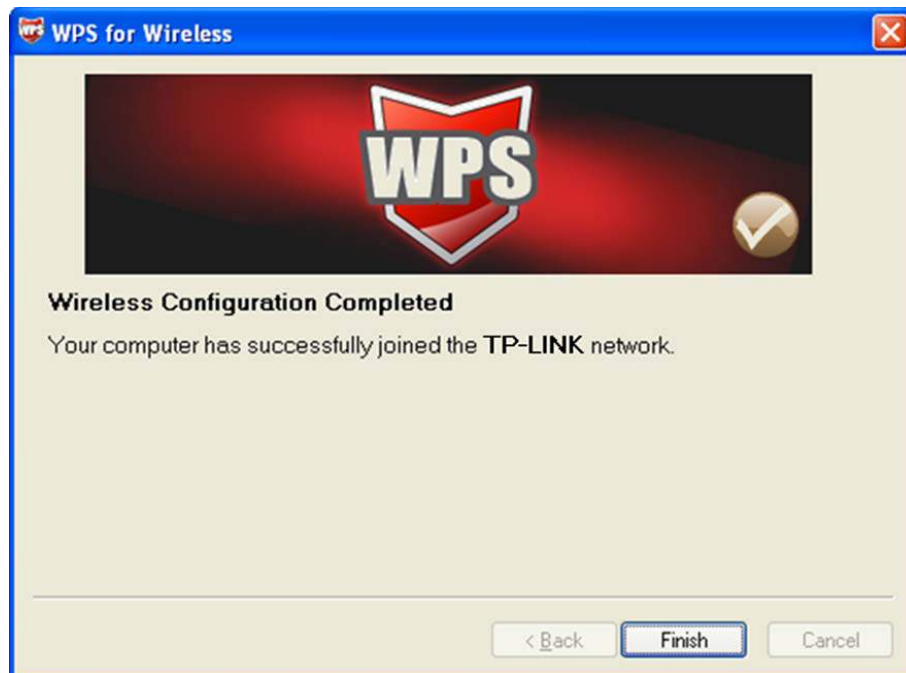 WPS WPS for Wireless
WPS
Wireless Configuration Completed
Your computer has successfully joined the TP-LINK network.
< Back Finish Cancel